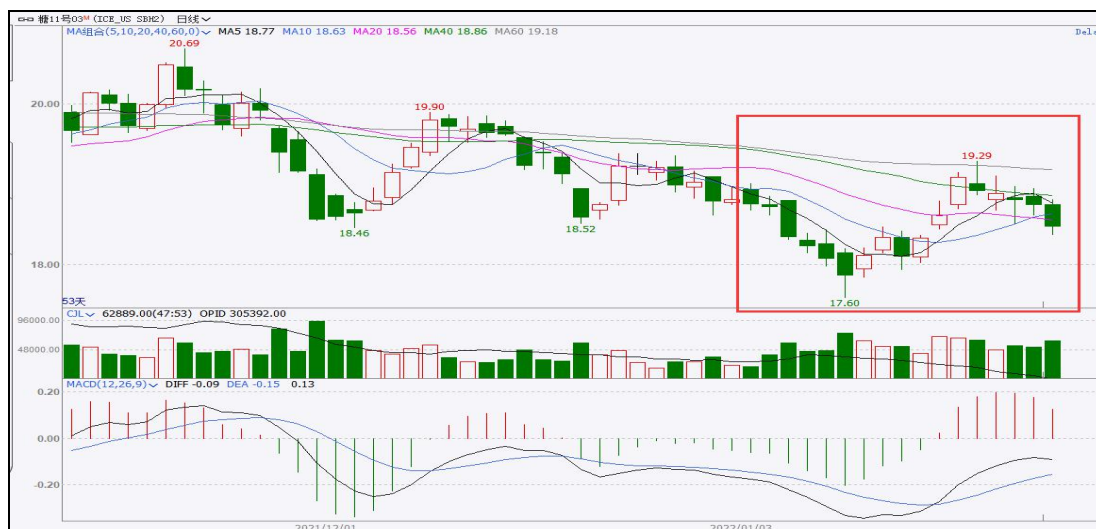 糖11号03M (ICE_US SBH2) 日线
MA组合(5,10,20,40,60,0) MA5 18.77 MA10 18.63 MA20 18.56 MA40 18.86 MA60 19.18
20.69
20.00
19.90
19.29
18.46
18.52
18.00
17.60
53天
CJL 62889.00(47:53) OPID 305392.00
96000.00
48000.00
MACD(12,26,9) DIFF -0.09 DEA -0.15 0.13
0.20
0.00
-0.20
2021/12/01 2022/01/03